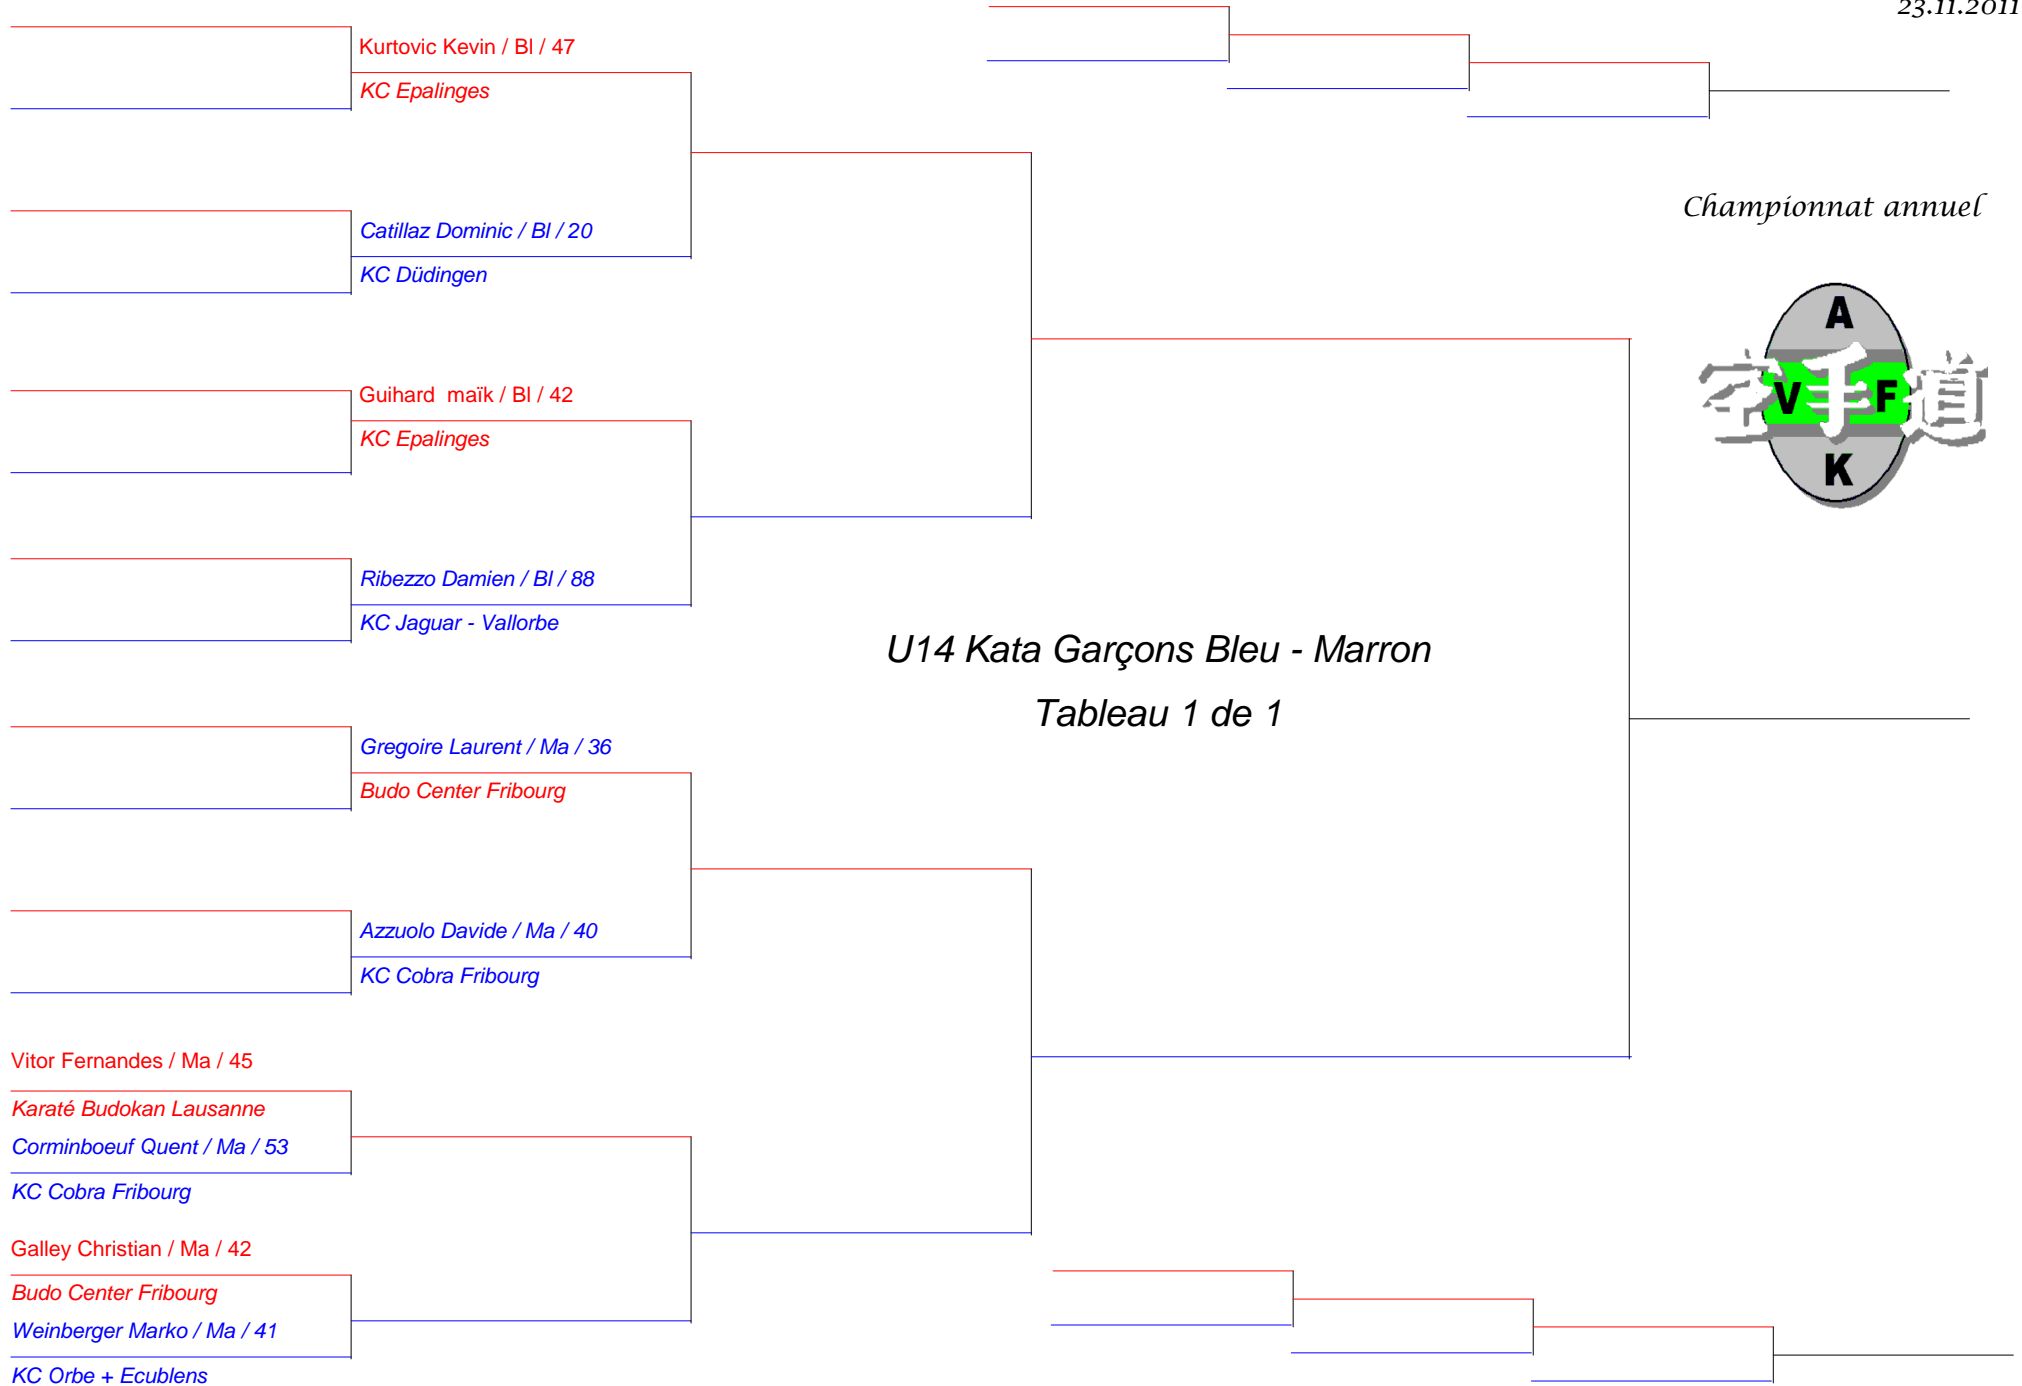 23.11.2011
Kurtovic Kevin / Bl / 47
KC Epalinges
Championnat annuel
Catillaz Dominic / Bl / 20
KC Düdingen
A
空手道
V F
K
Guihard  maïk / Bl / 42
KC Epalinges
Ribezzo Damien / Bl / 88
KC Jaguar - Vallorbe
U14 Kata Garçons Bleu - Marron
Tableau 1 de 1
Gregoire Laurent / Ma / 36
Budo Center Fribourg
Azzuolo Davide / Ma / 40
KC Cobra Fribourg
Vitor Fernandes / Ma / 45
Karaté Budokan Lausanne
Corminboeuf Quent / Ma / 53
KC Cobra Fribourg
Galley Christian / Ma / 42
Budo Center Fribourg
Weinberger Marko / Ma / 41
KC Orbe + Ecublens